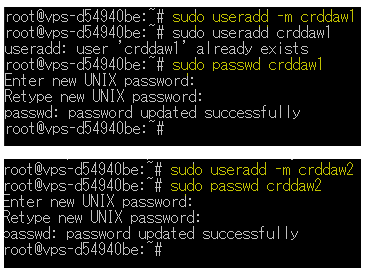 root@vps-d54940be:~# sudo useradd -m crddaw1
root@vps-d54940be:~# sudo useradd crddaw1
useradd: user 'crddaw1' already exists
root@vps-d54940be:~# sudo passwd crddaw1
Enter new UNIX password:
Retype new UNIX password:
passwd: password updated successfully
root@vps-d54940be:~#
root@vps-d54940be:~# sudo useradd -m crddaw2
root@vps-d54940be:~# sudo passwd crddaw2
Enter new UNIX password:
Retype new UNIX password:
passwd: password updated successfully
root@vps-d54940be:~#